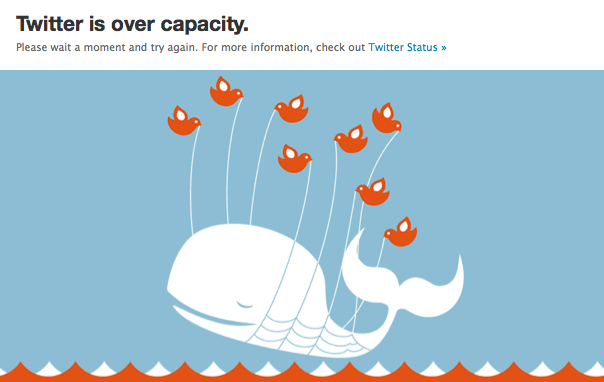 Twitter is over capacity.
Please wait a moment and try again. For more information, check out Twitter Status »